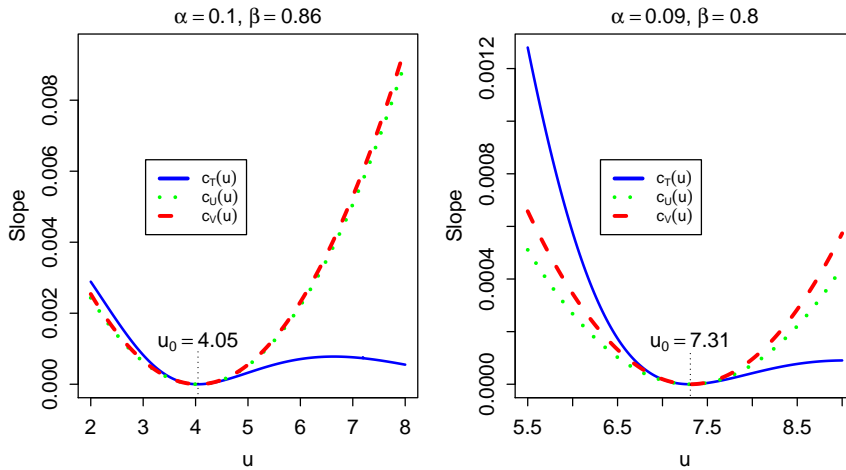 α = 0.1, β = 0.86
Slope
0.000 0.002 0.004 0.006 0.008
c_T(u)
c_U(u)
c_V(u)
u_0 = 4.05
2 3 4 5 6 7 8
u
α = 0.09, β = 0.8
Slope
0.0000 0.0004 0.0008 0.0012
c_T(u)
c_U(u)
c_V(u)
u_0 = 7.31
5.5 6.5 7.5 8.5
u